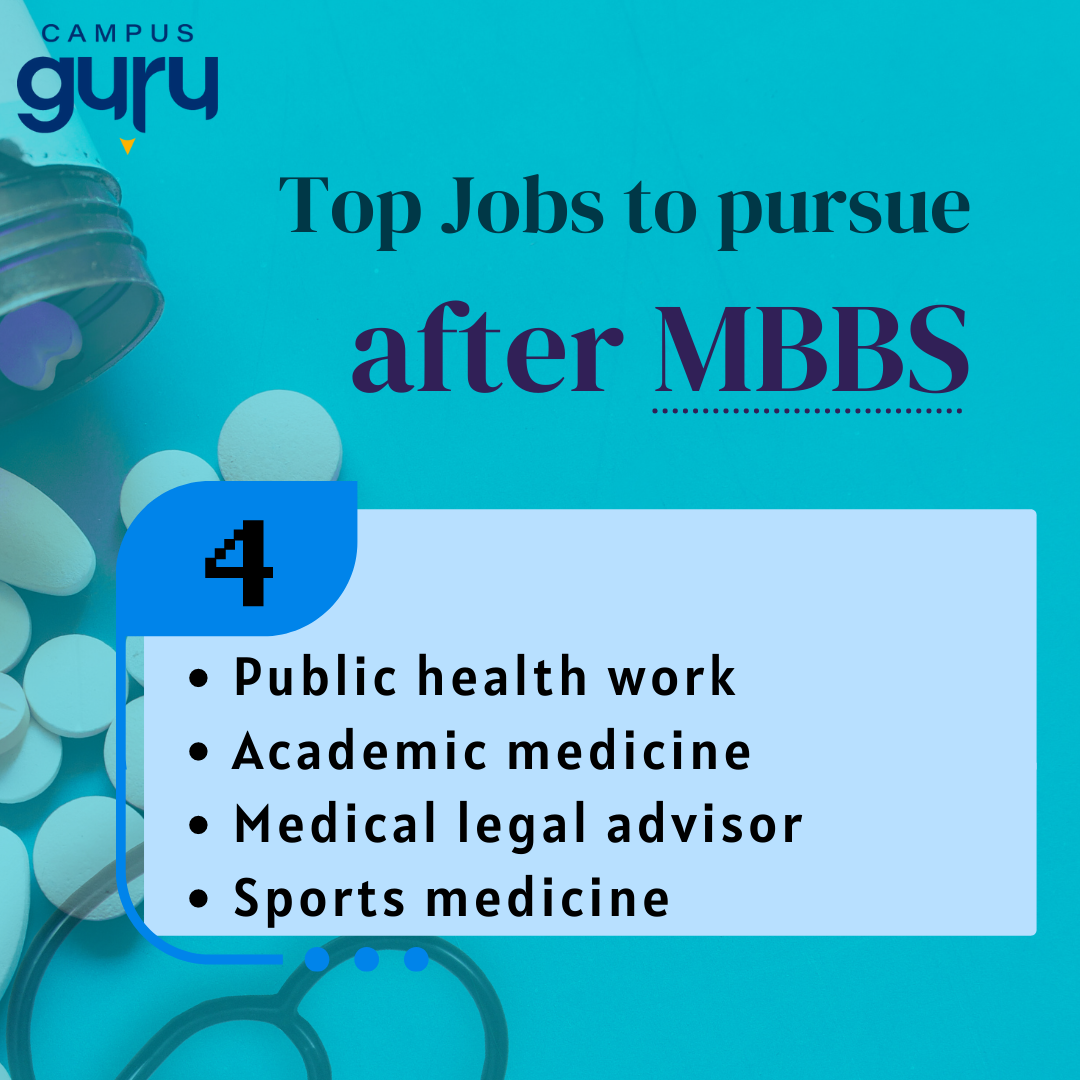 CAMPUS
guru
Top Jobs to pursue
after MBBS
4
• Public health work
• Academic medicine
• Medical legal advisor
• Sports medicine